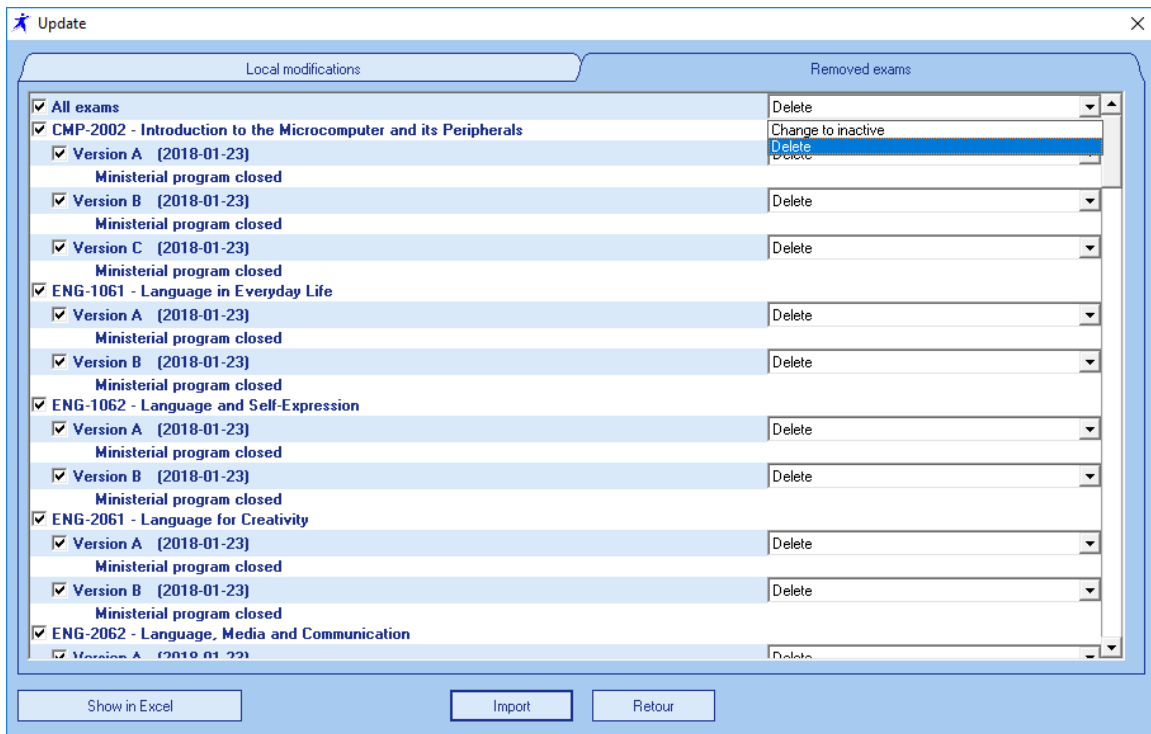 Update
Local modifications Removed exams
All exams Delete
CMP-2002 - Introduction to the Microcomputer and its Peripherals Change to inactive
Delete
Version A (2018-01-23) Delete
Ministerial program closed
Version B (2018-01-23) Delete
Ministerial program closed
Version C (2018-01-23) Delete
Ministerial program closed
ENG-1061 - Language in Everyday Life
Version A (2018-01-23) Delete
Ministerial program closed
Version B (2018-01-23) Delete
Ministerial program closed
ENG-1062 - Language and Self-Expression
Version A (2018-01-23) Delete
Ministerial program closed
Version B (2018-01-23) Delete
Ministerial program closed
ENG-2061 - Language for Creativity
Version A (2018-01-23) Delete
Ministerial program closed
Version B (2018-01-23) Delete
Ministerial program closed
ENG-2062 - Language, Media and Communication
Version A (2018-01-23) Delete
Show in Excel Import Retour